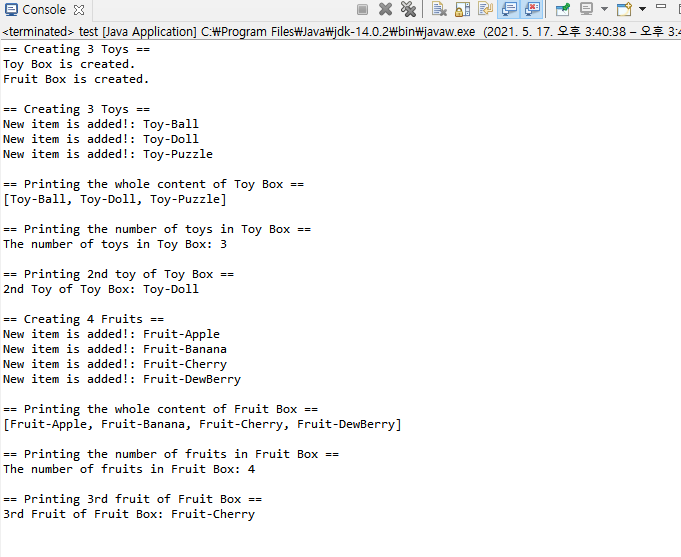 Console
<terminated> test [Java Application] C:₩Program Files₩Java₩jdk-14.0.2₩bin₩javaw.exe (2021. 5. 17. 오후 3:40:38 – 오후 3:4
== Creating 3 Toys ==
Toy Box is created.
Fruit Box is created.
== Creating 3 Toys ==
New item is added!: Toy-Ball
New item is added!: Toy-Doll
New item is added!: Toy-Puzzle
== Printing the whole content of Toy Box ==
[Toy-Ball, Toy-Doll, Toy-Puzzle]
== Printing the number of toys in Toy Box ==
The number of toys in Toy Box: 3
== Printing 2nd toy of Toy Box ==
2nd Toy of Toy Box: Toy-Doll
== Creating 4 Fruits ==
New item is added!: Fruit-Apple
New item is added!: Fruit-Banana
New item is added!: Fruit-Cherry
New item is added!: Fruit-DewBerry
== Printing the whole content of Fruit Box ==
[Fruit-Apple, Fruit-Banana, Fruit-Cherry, Fruit-DewBerry]
== Printing the number of fruits in Fruit Box ==
The number of fruits in Fruit Box: 4
== Printing 3rd fruit of Fruit Box ==
3rd Fruit of Fruit Box: Fruit-Cherry